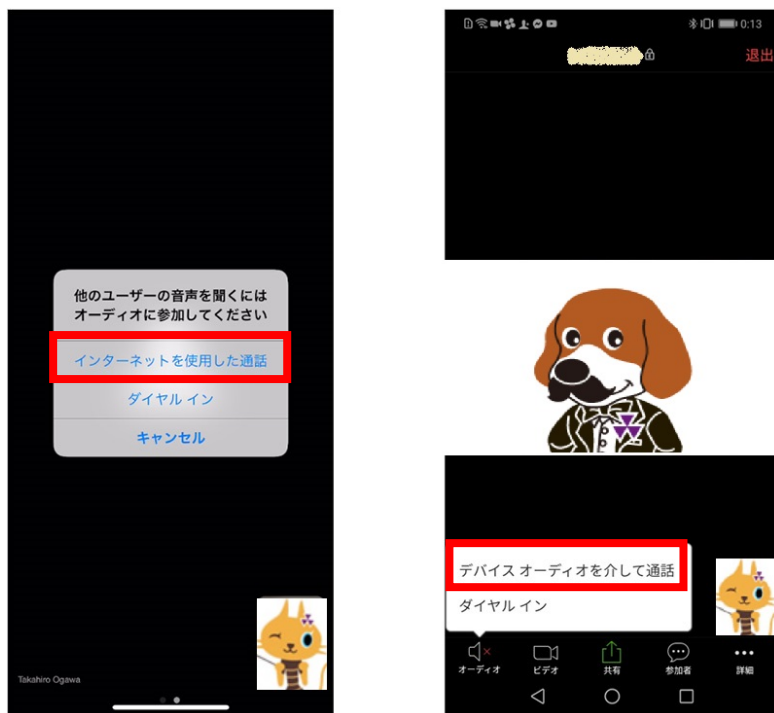 他のユーザーの音声を聞くには
オーディオに参加してください
インターネットを使用した通話
ダイヤル イン
キャンセル
Takahiro Ogawa
0:13
退出
デバイス オーディオを介して通話
ダイヤル イン
オーディオ
ビデオ
共有
参加者
詳細